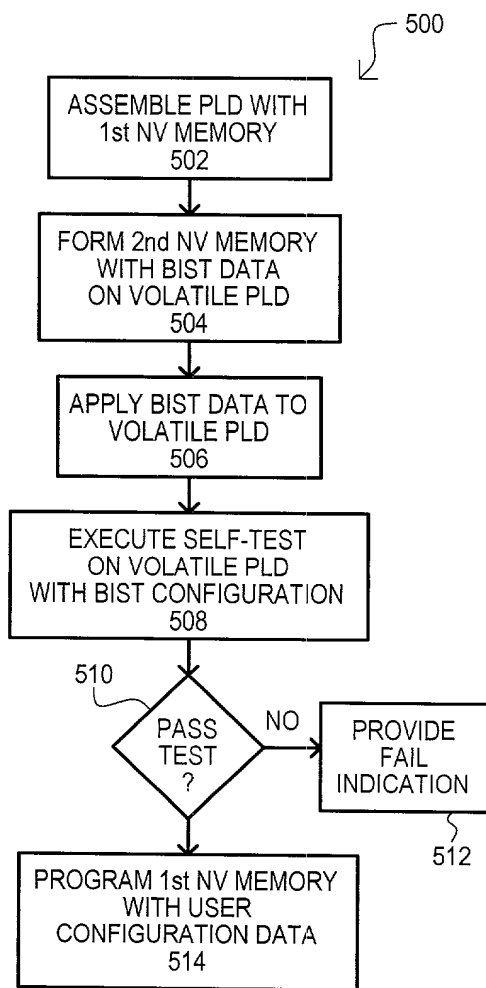 500
ASSEMBLE PLD WITH
1st NV MEMORY
502
FORM 2nd NV MEMORY
WITH BIST DATA
ON VOLATILE PLD
504
APPLY BIST DATA TO
VOLATILE PLD
506
EXECUTE SELF-TEST
ON VOLATILE PLD
WITH BIST CONFIGURATION
508
510
PASS
TEST
?
NO
PROVIDE
FAIL
INDICATION
512
PROGRAM 1st NV MEMORY
WITH USER
CONFIGURATION DATA
514